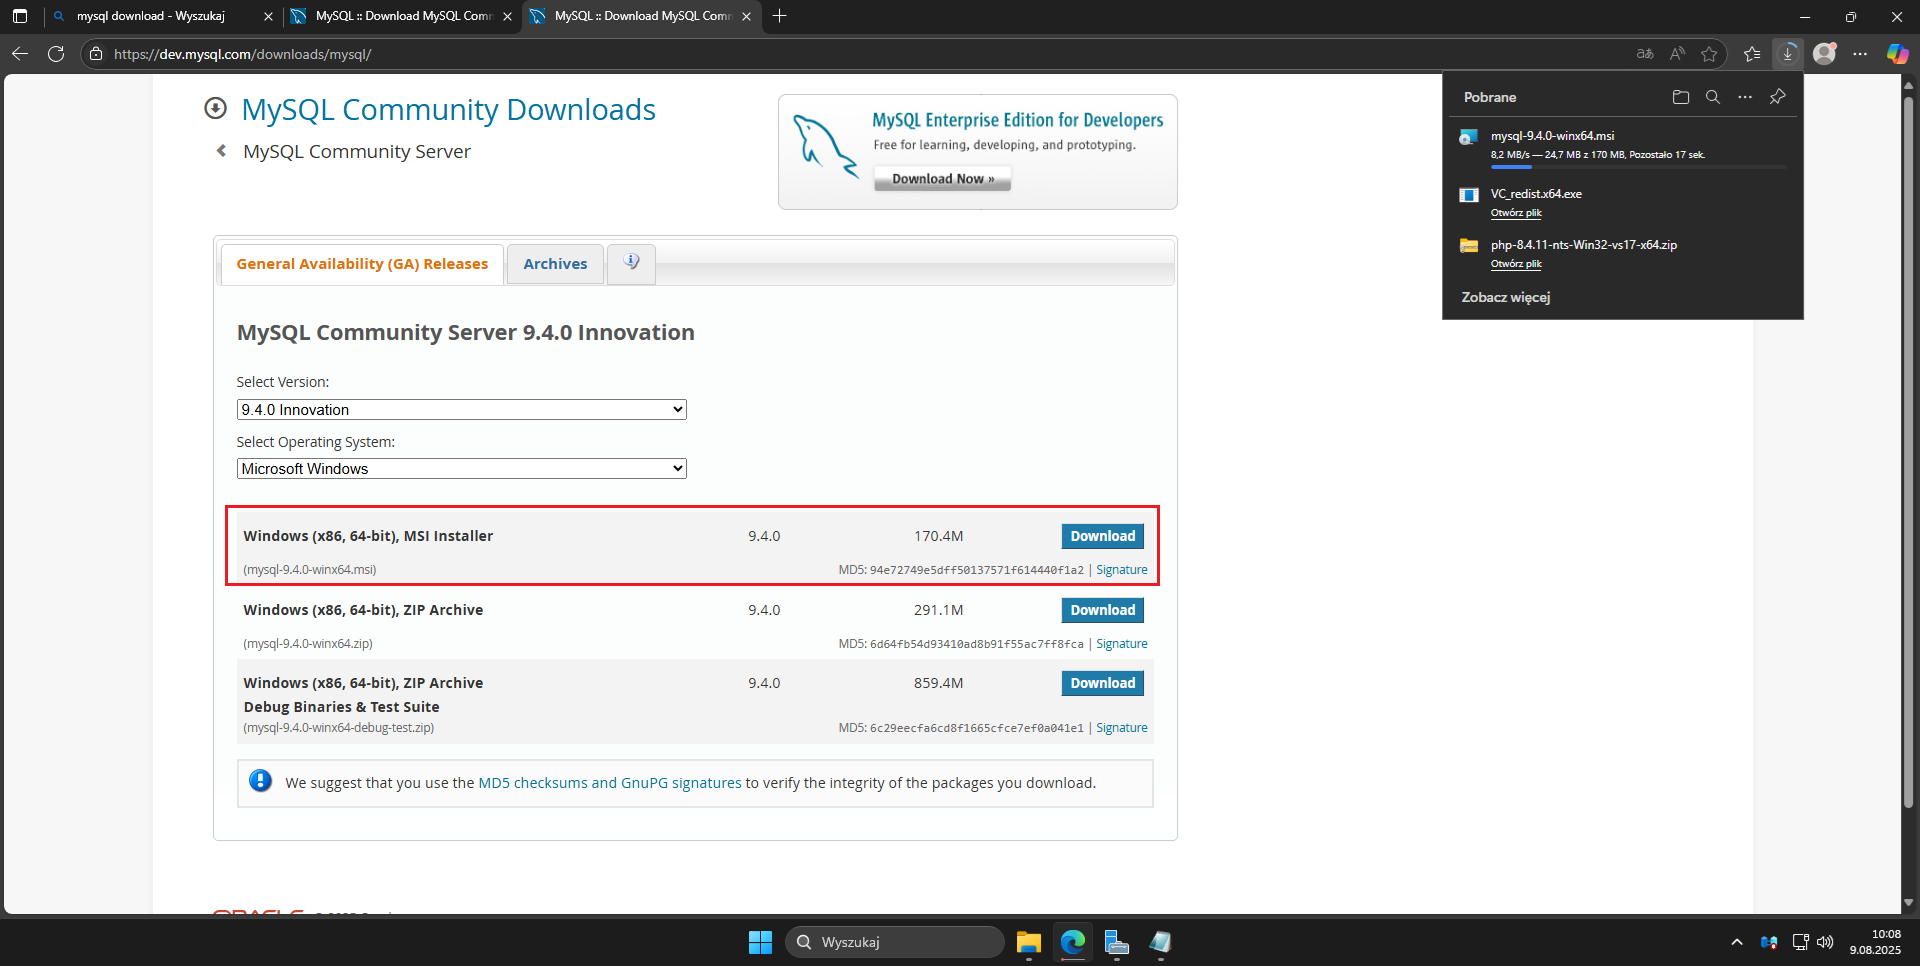 mysql download - Wyszukaj
MySQL :: Download MySQL Comm
MySQL :: Download MySQL Comm
https://dev.mysql.com/downloads/mysql/
MySQL Community Downloads
MySQL Community Server
MySQL Enterprise Edition for Developers
Free for learning, developing, and prototyping.
Download Now »
Pobrane
mysql-9.4.0-winx64.msi
8,2 MB/s — 24,7 MB z 170 MB, Pozostało 17 sek.
VC_redist.x64.exe
Otwórz plik
php-8.4.11-nts-Win32-vs17-x64.zip
Otwórz plik
Zobacz więcej
General Availability (GA) Releases
Archives
MySQL Community Server 9.4.0 Innovation
Select Version:
9.4.0 Innovation
Select Operating System:
Microsoft Windows
Windows (x86, 64-bit), MSI Installer 9.4.0 170.4M Download
(mysql-9.4.0-winx64.msi) MD5: 94e72749e5dff50137571f614440f1a2 | Signature
Windows (x86, 64-bit), ZIP Archive 9.4.0 291.1M Download
(mysql-9.4.0-winx64.zip) MD5: 6d64fb54d93410ad8b91f55ac7ff8fca | Signature
Windows (x86, 64-bit), ZIP Archive 9.4.0 859.4M Download
Debug Binaries & Test Suite
(mysql-9.4.0-winx64-debug-test.zip) MD5: 6c29eecfa6cd8f1665cfce7ef0a041e1 | Signature
We suggest that you use the MD5 checksums and GnuPG signatures to verify the integrity of the packages you download.
ORACLE
Wyszukaj
10:08
9.08.2025